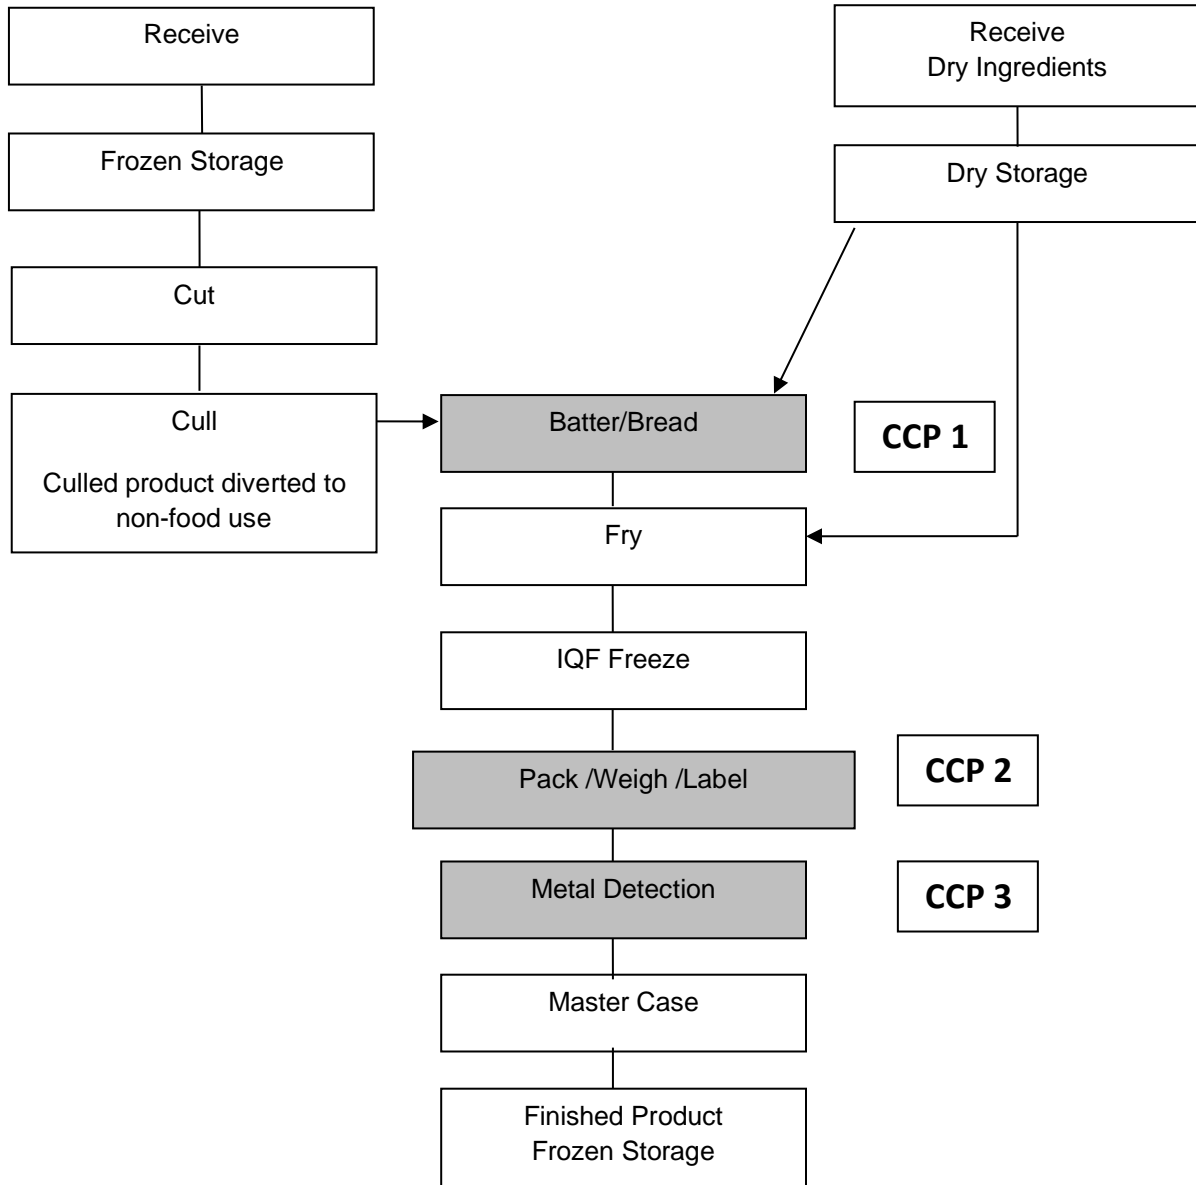 Receive
Receive
Dry Ingredients
Frozen Storage
Dry Storage
Cut
Cull
Culled product diverted to
non-food use
Batter/Bread
CCP 1
Fry
IQF Freeze
Pack /Weigh /Label
CCP 2
Metal Detection
CCP 3
Master Case
Finished Product
Frozen Storage